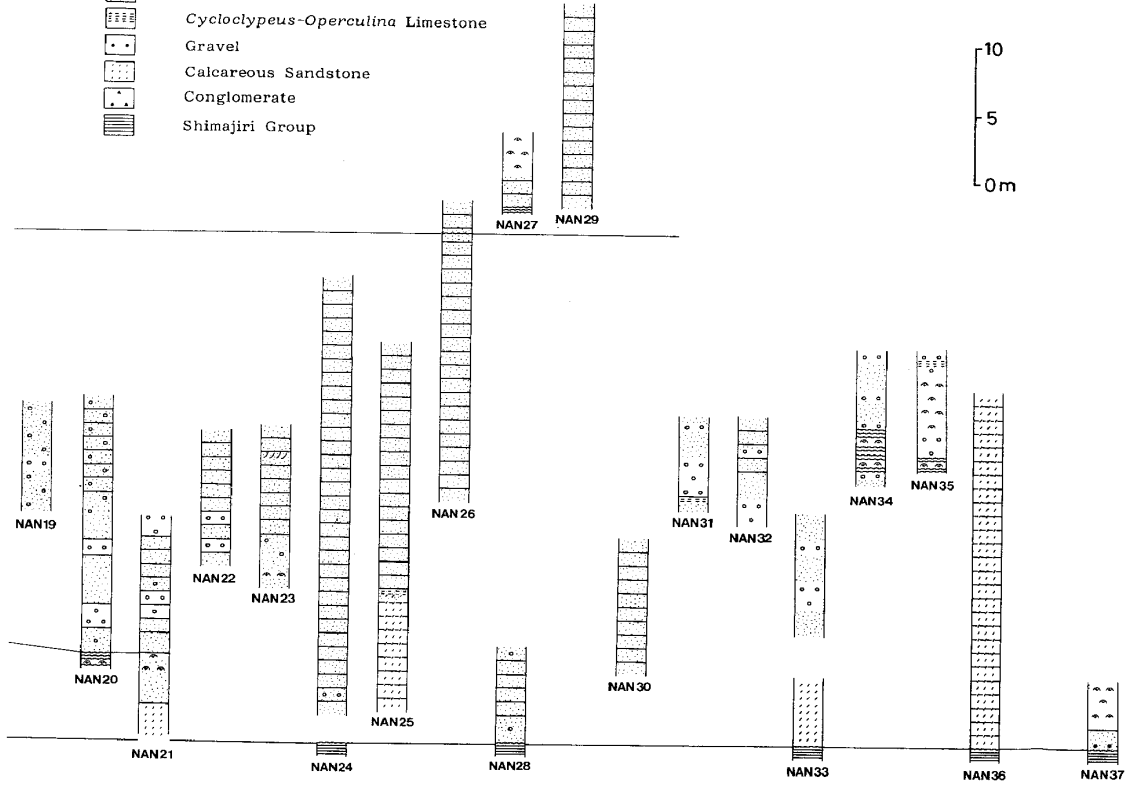 Cycloclypeus-Operculina Limestone
Gravel
Calcareous Sandstone
Conglomerate
Shimajiri Group
10
5
0m
NAN27
NAN29
NAN26
NAN19
NAN20
NAN21
NAN22
NAN23
NAN24
NAN25
NAN28
NAN30
NAN31
NAN32
NAN33
NAN34
NAN35
NAN36
NAN37